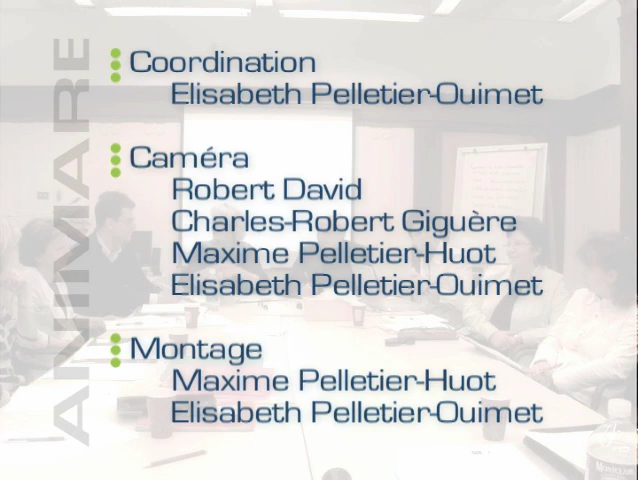 ANIMARE
Coordination
Elisabeth Pelletier-Ouimet
Caméra
Robert David
Charles-Robert Giguère
Maxime Pelletier-Huot
Elisabeth Pelletier-Ouimet
Montage
Maxime Pelletier-Huot
Elisabeth Pelletier-Ouimet